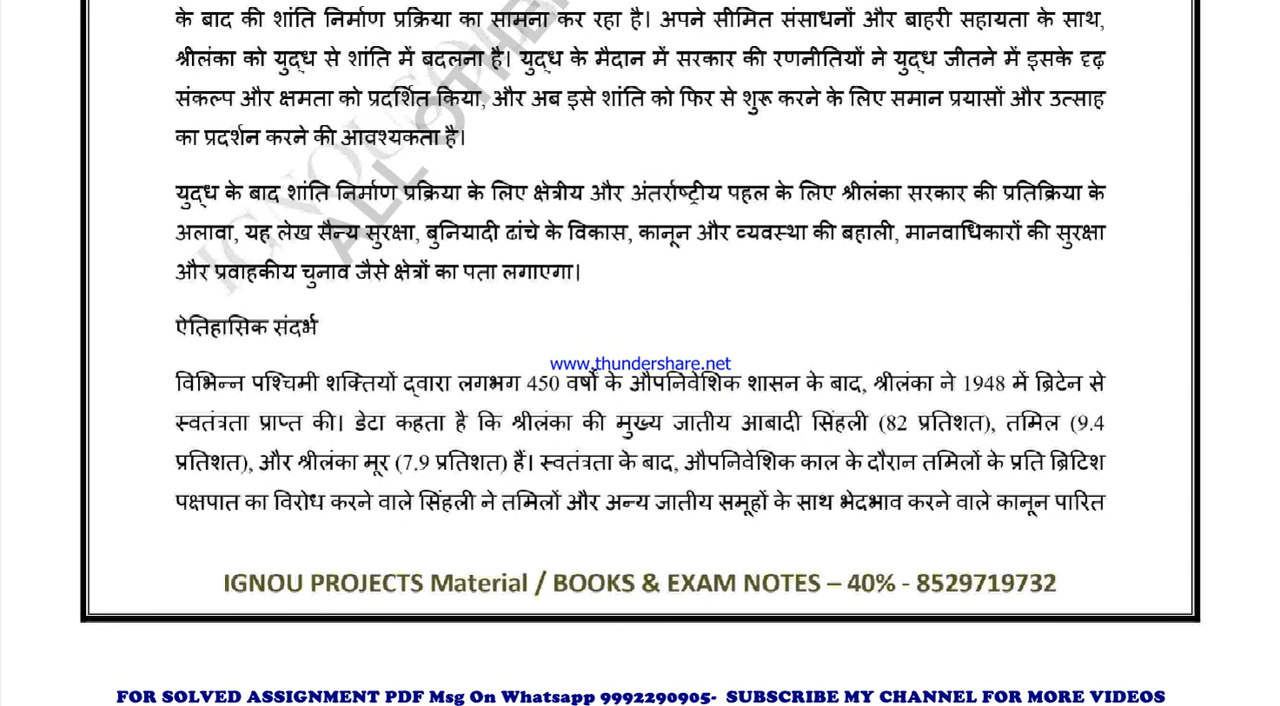 के बाद की शांति निर्माण प्रक्रिया का सामना कर रहा है। अपने सीमित संसाधनों और बाहरी सहायता के साथ,
श्रीलंका को युद्ध से शांति में बदलना है। युद्ध के मैदान में सरकार की रणनीतियों ने युद्ध जीतने में इसके दृढ़
संकल्प और क्षमता को प्रदर्शित किया, और अब इसे शांति को फिर से शुरू करने के लिए समान प्रयासों और उत्साह
का प्रदर्शन करने की आवश्यकता है।
युद्ध के बाद शांति निर्माण प्रक्रिया के लिए क्षेत्रीय और अंतर्राष्ट्रीय पहल के लिए श्रीलंका सरकार की प्रतिक्रिया के
अलावा, यह लेख सैन्य सुरक्षा, बुनियादी ढांचे के विकास, कानून और व्यवस्था की बहाली, मानवाधिकारों की सुरक्षा
और प्रवाहकीय चुनाव जैसे क्षेत्रों का पता लगाएगा।
ऐतिहासिक संदर्भ
www.thundershare.net
विभिन्न पश्चिमी शक्तियों द्वारा लगभग 450 वर्षों के औपनिवेशिक शासन के बाद, श्रीलंका ने 1948 में ब्रिटेन से
स्वतंत्रता प्राप्त की। डेटा कहता है कि श्रीलंका की मुख्य जातीय आबादी सिंहली (82 प्रतिशत), तमिल (9.4
प्रतिशत), और श्रीलंका मूर (7.9 प्रतिशत) हैं। स्वतंत्रता के बाद, औपनिवेशिक काल के दौरान तमिलों के प्रति ब्रिटिश
पक्षपात का विरोध करने वाले सिंहली ने तमिलों और अन्य जातीय समूहों के साथ भेदभाव करने वाले कानून पारित
IGNOU PROJECTS Material / BOOKS & EXAM NOTES – 40% - 8529719732
FOR SOLVED ASSIGNMENT PDF Msg On Whatsapp 9992290905- SUBSCRIBE MY CHANNEL FOR MORE VIDEOS